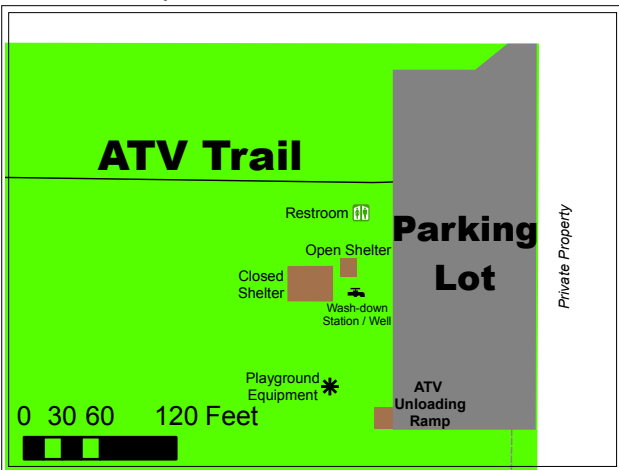 ATV Trail
Restroom
Parking
Lot
Private Property
Open Shelter
Closed
Shelter
Wash-down
Station / Well
Playground
Equipment
ATV
Unloading
Ramp
0 30 60 120 Feet